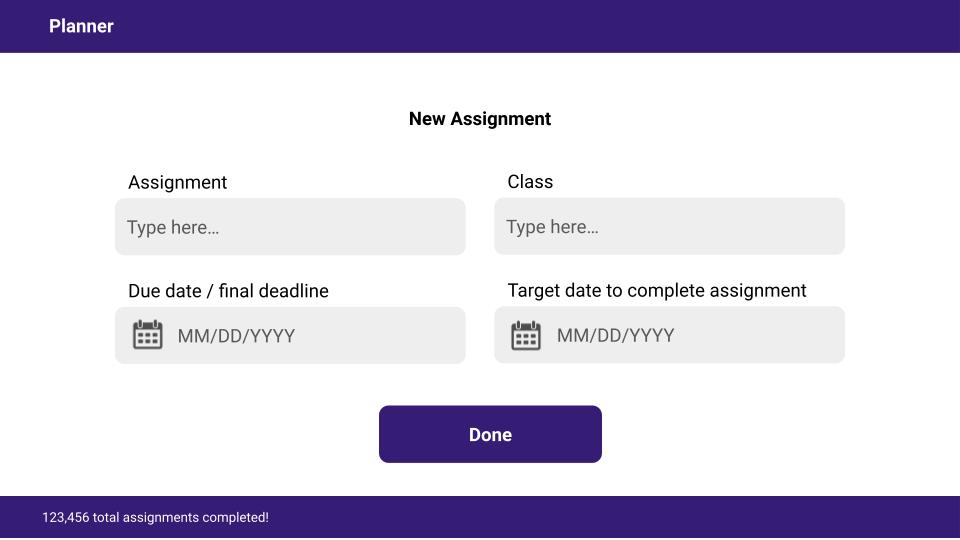 Planner
New Assignment
Assignment
Class
Type here...
Type here...
Due date / final deadline
Target date to complete assignment
MM/DD/YYYY
MM/DD/YYYY
Done
123,456 total assignments completed!